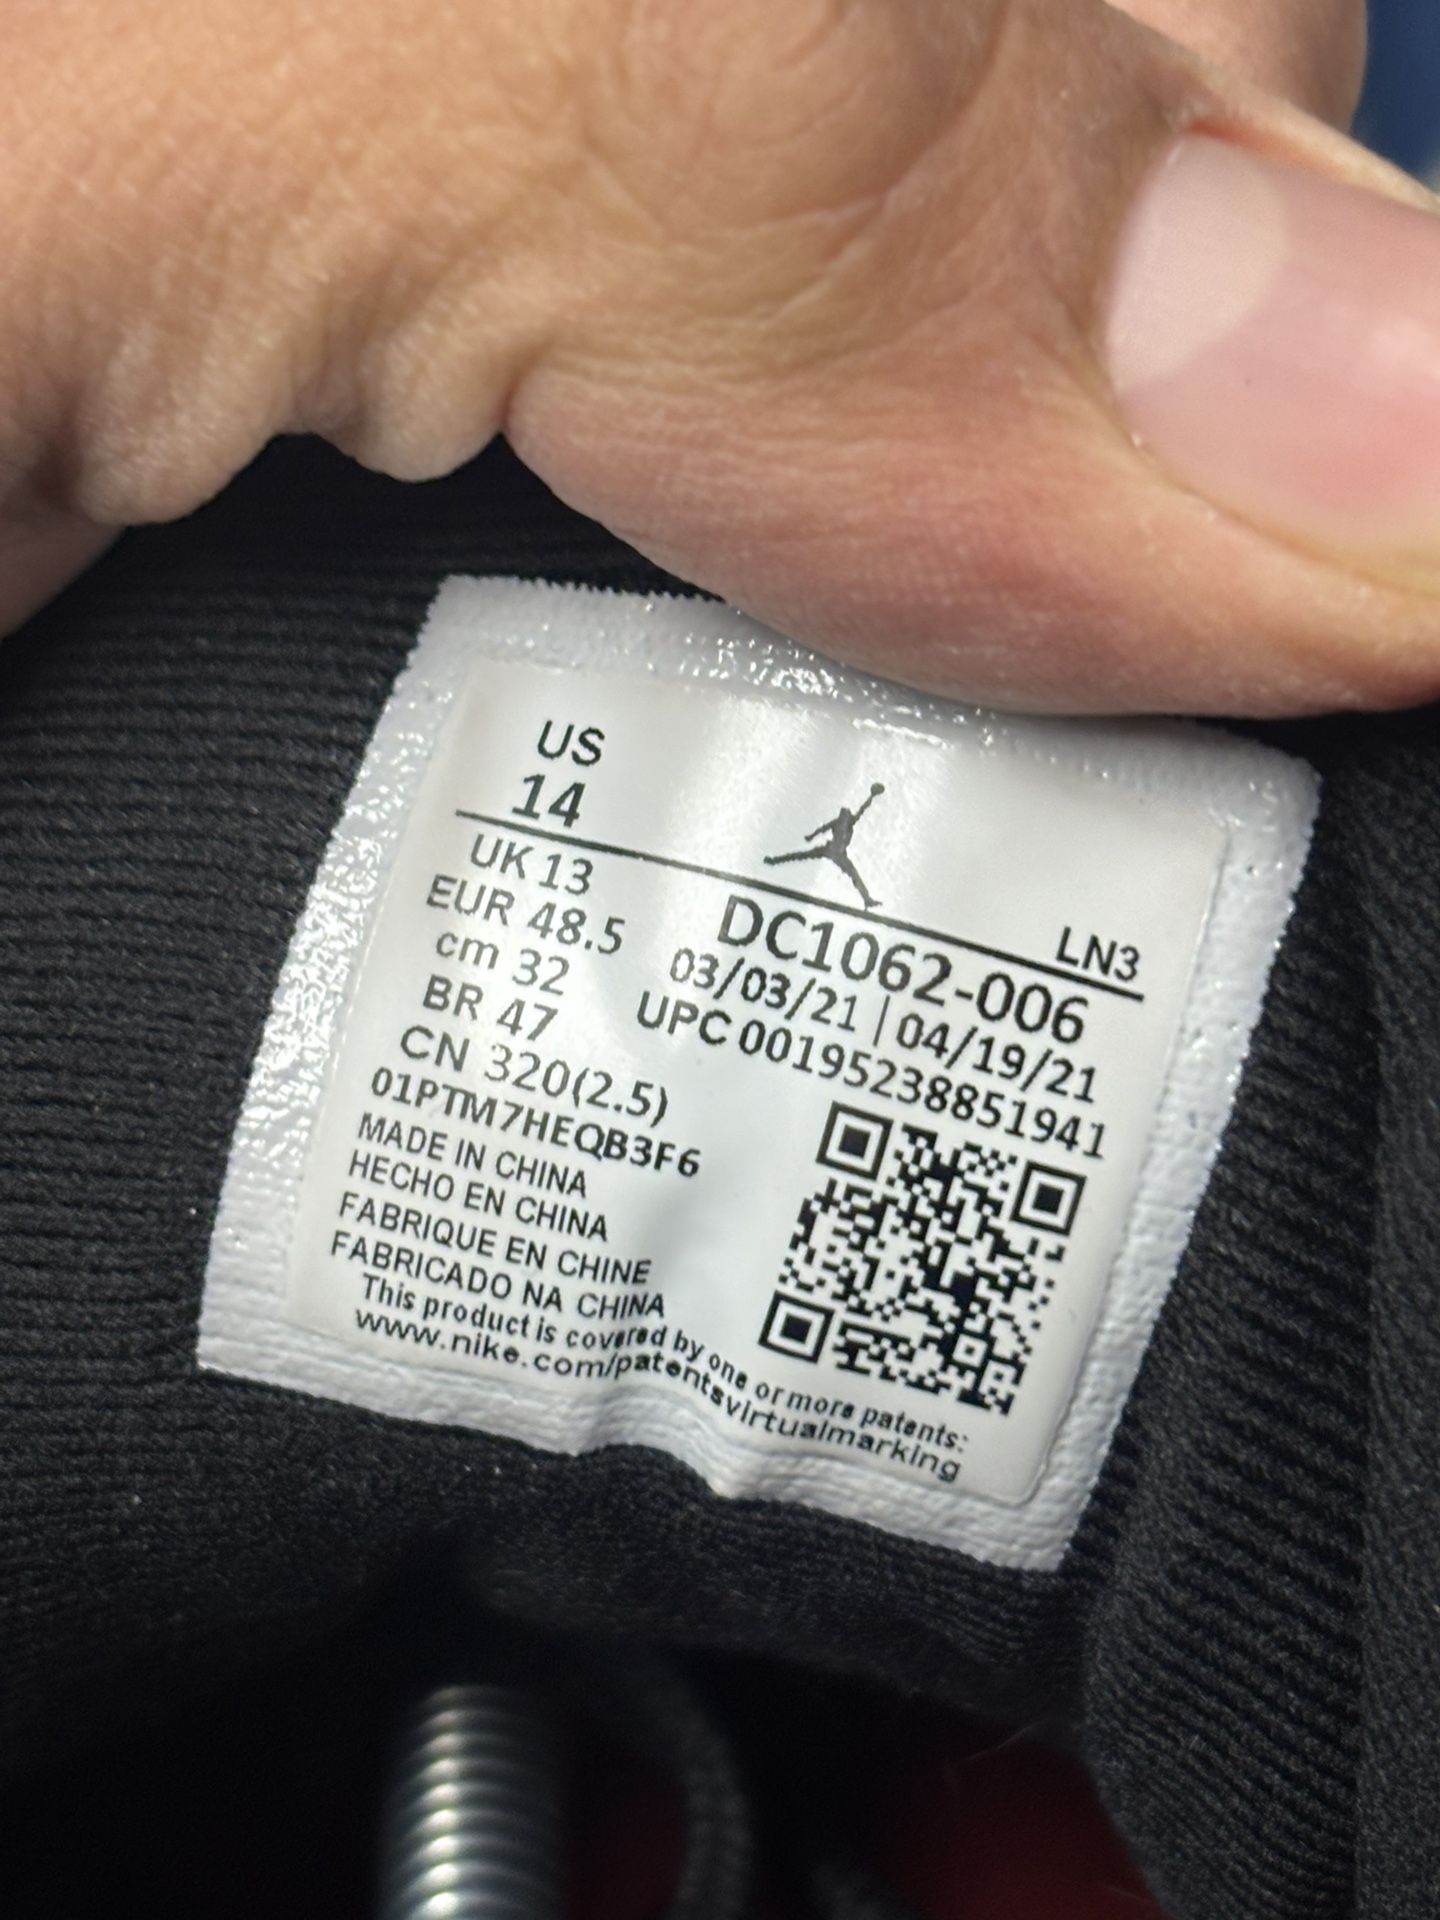 US
14
LN3
UK 13
EUR 48.5
cm 32
BR 47
CN 320(2.5)
01PTM7HEQB3F6
MADE IN CHINA
HECHO EN CHINA
FABRIQUE EN CHINE
FABRICADO NA CHINA
DC1062-006
03/03/21 | 04/19/21
UPC 00195238851941
This product is covered by one or more patents:
www.nike.com/patentsvirtualmarking